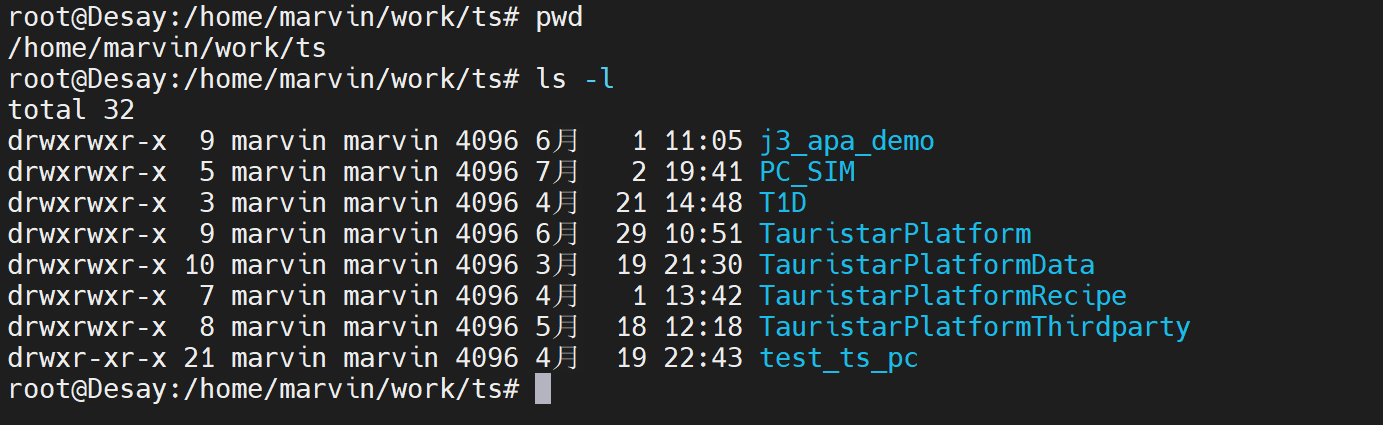 root@Desay:/home/marvin/work/ts# pwd
/home/marvin/work/ts
root@Desay:/home/marvin/work/ts# ls -l
total 32
drwxrwxr-x  9 marvin marvin 4096 6月   1 11:05 j3_apa_demo
drwxrwxr-x  5 marvin marvin 4096 7月   2 19:41 PC_SIM
drwxrwxr-x  3 marvin marvin 4096 4月  21 14:48 T1D
drwxrwxr-x  9 marvin marvin 4096 6月  29 10:51 TauristarPlatform
drwxrwxr-x 10 marvin marvin 4096 3月  19 21:30 TauristarPlatformData
drwxrwxr-x  7 marvin marvin 4096 4月   1 13:42 TauristarPlatformRecipe
drwxrwxr-x  8 marvin marvin 4096 5月  18 12:18 TauristarPlatformThirdparty
drwxr-xr-x 21 marvin marvin 4096 4月  19 22:43 test_ts_pc
root@Desay:/home/marvin/work/ts#